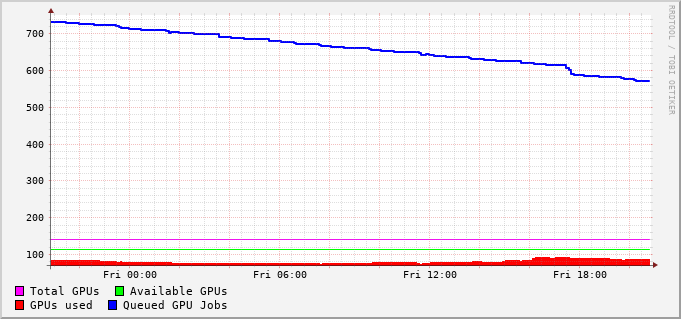 RRDTOOL / TOBI OETIKER
700
600
500
400
300
200
100
Fri 00:00 Fri 06:00 Fri 12:00 Fri 18:00
Total GPUs Available GPUs
GPUs used Queued GPU Jobs